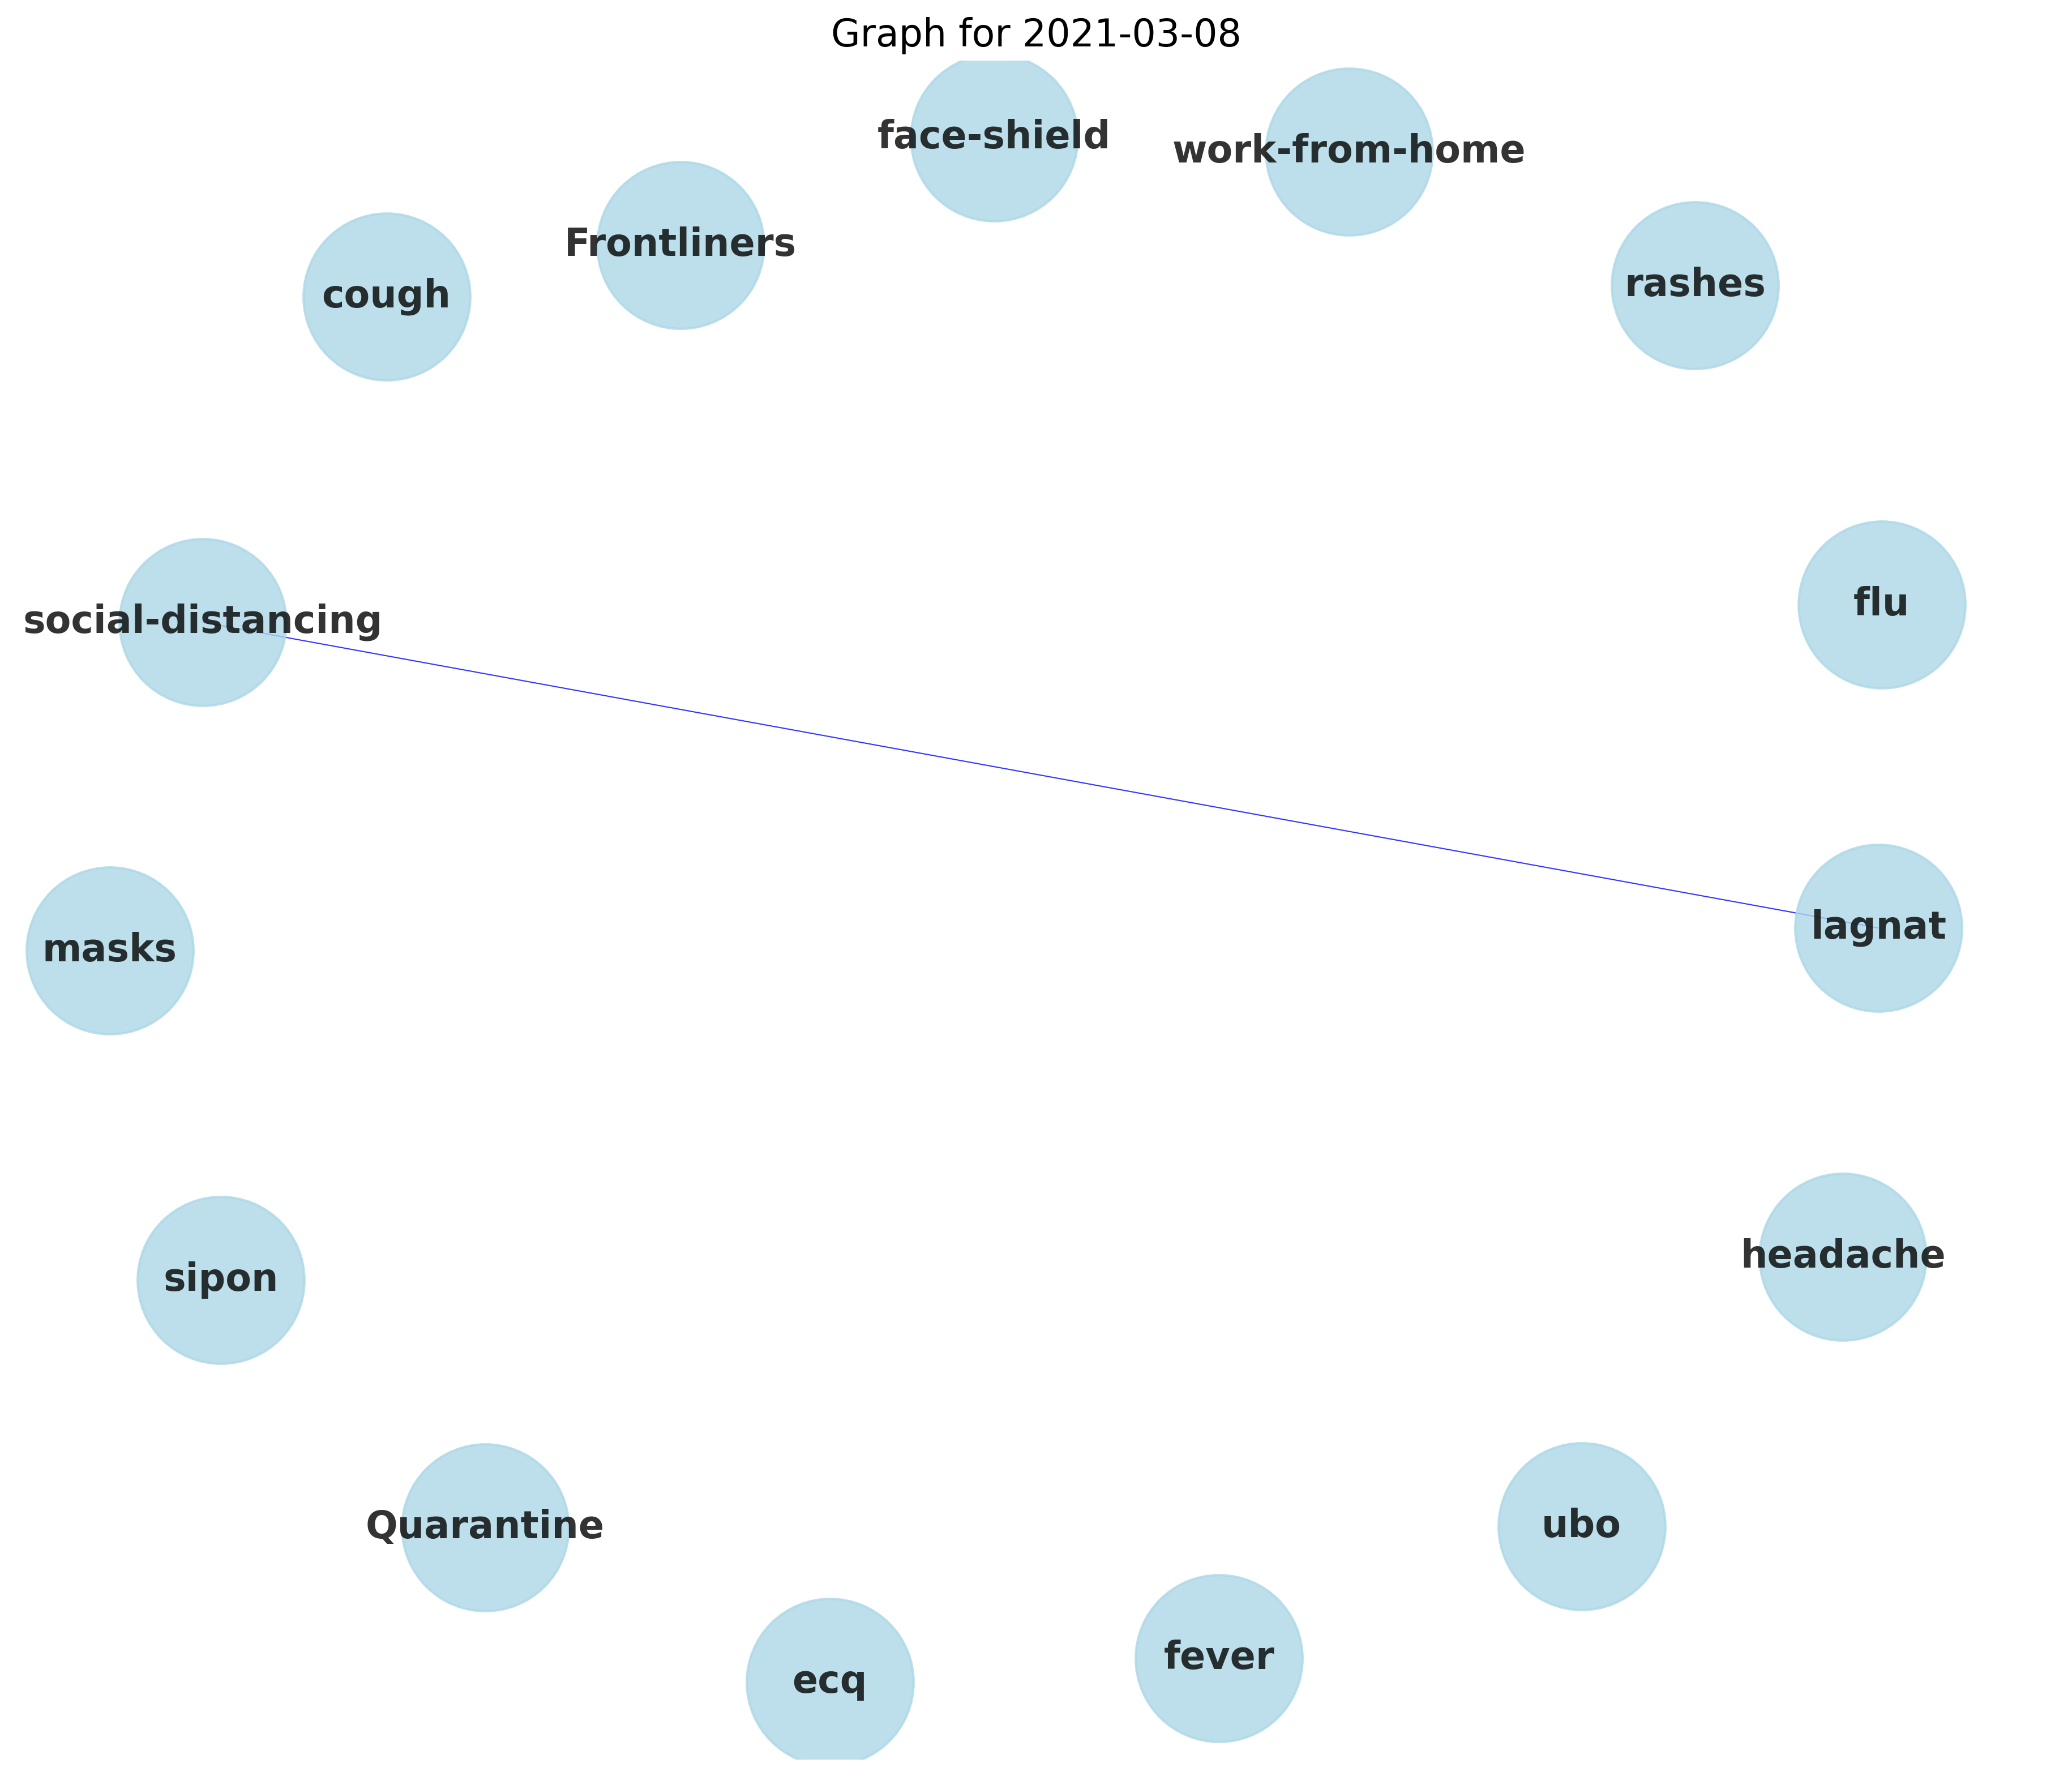 Graph for 2021-03-08
face-shield
work-from-home
Frontliners
rashes
cough
flu
social-distancing
lagnat
masks
headache
sipon
ubo
Quarantine
fever
ecq